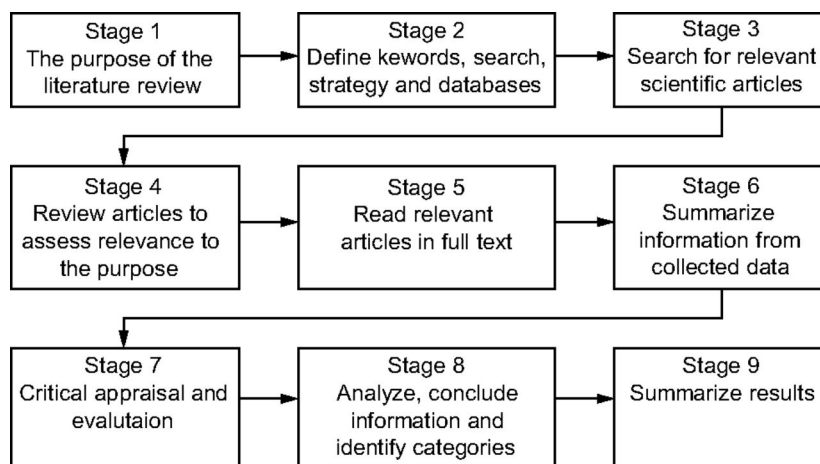 Stage 1
The purpose of the
literature review
Stage 2
Define kewords, search,
strategy and databases
Stage 3
Search for relevant
scientific articles
Stage 4
Review articles to
assess relevance to
the purpose
Stage 5
Read relevant
articles in full text
Stage 6
Summarize
information from
collected data
Stage 7
Critical appraisal and
evalutaion
Stage 8
Analyze, conclude
information and
identify categories
Stage 9
Summarize results